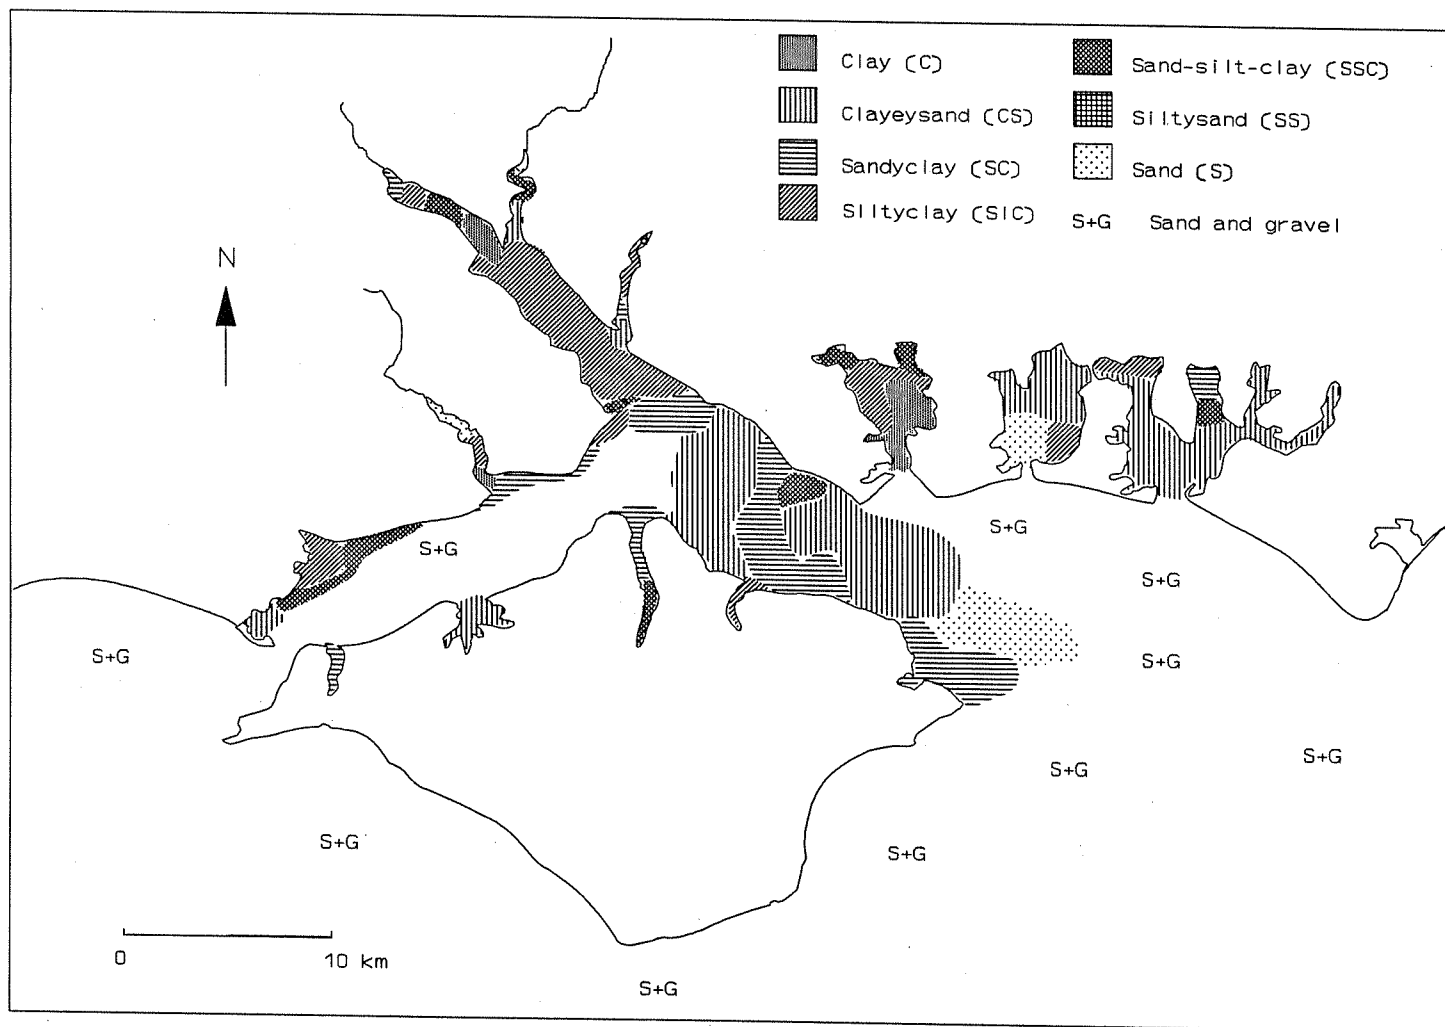 Clay (C)
Clayeysand (CS)
Sandyclay (SC)
Siltyclay (SIC)
Sand-silt-clay (SSC)
Siltysand (SS)
Sand (S)
S+G Sand and gravel
N
S+G
S+G
S+G
S+G
S+G
S+G
S+G
S+G
S+G
S+G
0 10 km